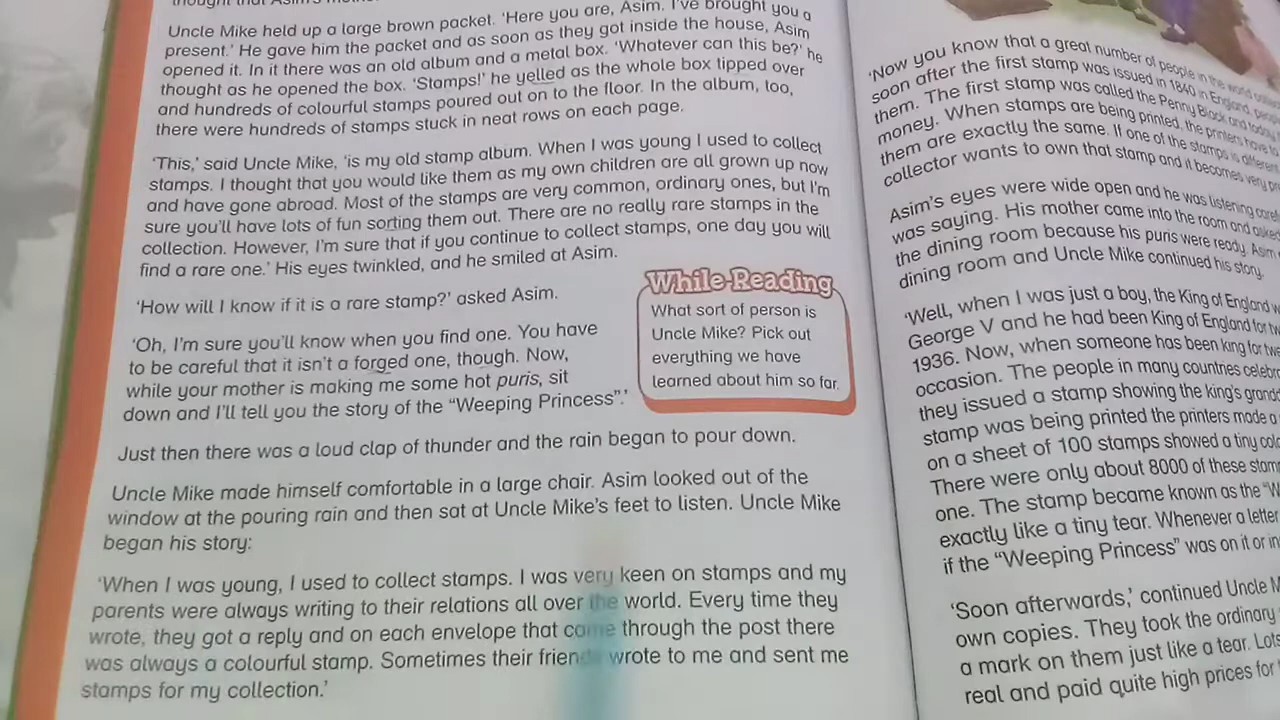 Uncle Mike held up a large brown packet. 'Here you are, Asim. I've brought you a
present.' He gave him the packet and as soon as they got inside the house, Asim
opened it. In it there was an old album and a metal box. 'Whatever can this be?' he
thought as he opened the box. 'Stamps!' he yelled as the whole box tipped over
and hundreds of colourful stamps poured out on to the floor. In the album, too,
there were hundreds of stamps stuck in neat rows on each page.
'This,' said Uncle Mike, 'is my old stamp album. When I was young I used to collect
stamps. I thought that you would like them as my own children are all grown up now
and have gone abroad. Most of the stamps are very common, ordinary ones, but I'm
sure you'll have lots of fun sorting them out. There are no really rare stamps in the
collection. However, I'm sure that if you continue to collect stamps, one day you will
find a rare one.' His eyes twinkled, and he smiled at Asim.
'How will I know if it is a rare stamp?' asked Asim.
'Oh, I'm sure you'll know when you find one. You have
to be careful that it isn't a forged one, though. Now,
while your mother is making me some hot puris, sit
down and I'll tell you the story of the “Weeping Princess”.'
While-Reading
What sort of person is
Uncle Mike? Pick out
everything we have
learned about him so far.
Just then there was a loud clap of thunder and the rain began to pour down.
Uncle Mike made himself comfortable in a large chair. Asim looked out of the
window at the pouring rain and then sat at Uncle Mike's feet to listen. Uncle Mike
began his story:
'When I was young, I used to collect stamps. I was very keen on stamps and my
parents were always writing to their relations all over the world. Every time they
wrote, they got a reply and on each envelope that came through the post there
was always a colourful stamp. Sometimes their friends wrote to me and sent me
stamps for my collection.'
'Now you know that a great number of people in the world
soon after the first stamp was issued in 1840 in England,
them. The first stamp was called the Penny Black and today
money. When stamps are being printed, the printers have to
them are exactly the same. If one of the stamps is different
collector wants to own that stamp and it becomes very
Asim's eyes were wide open and he was listening
was saying. His mother came into the room and asked
the dining room because his puris were ready. Asim
dining room and Uncle Mike continued his story.
'Well, when I was just a boy, the King of England
George V and he had been King of England for
1936. Now, when someone has been king for
occasion. The people in many countries
they issued a stamp showing the king's
stamp was being printed the printers made a
on a sheet of 100 stamps showed a tiny
There were only about 8000 of these
one. The stamp became known as the
exactly like a tiny tear. Whenever a letter
if the “Weeping Princess” was on it or
'Soon afterwards,' continued Uncle
own copies. They took the ordinary
a mark on them just like a tear.
real and paid quite high prices for